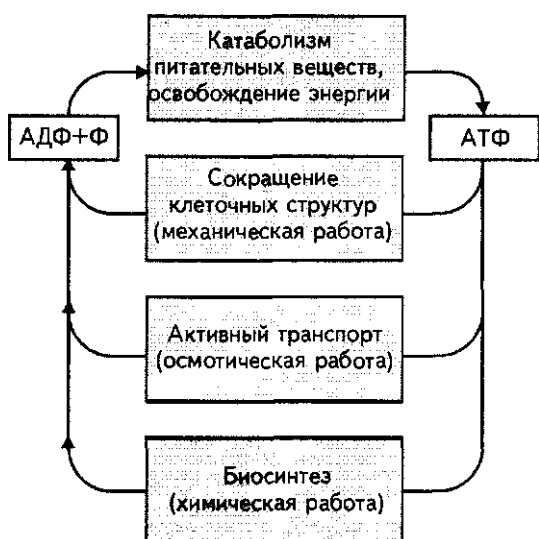 Катаболизм
питательных веществ,
освобождение энергии
АДФ+Ф
АТФ
Сокращение
клеточных структур
(механическая работа)
Активный транспорт
(осмотическая работа)
Биосинтез
(химическая работа)